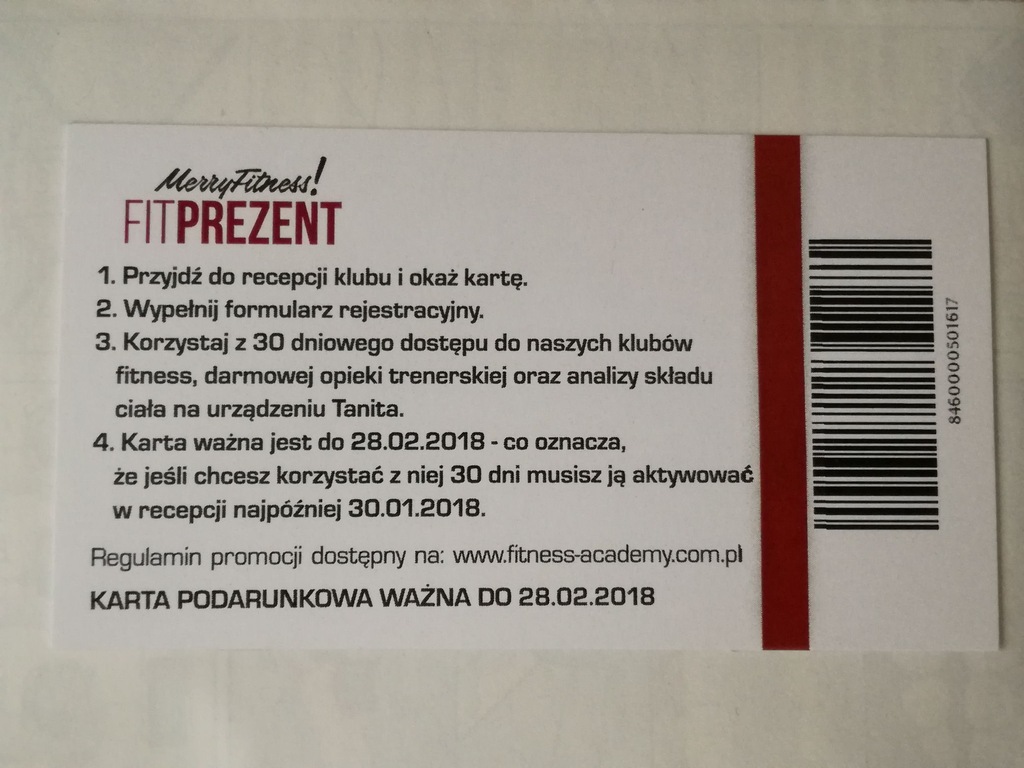 MerryFitness!
FITPREZENT
1. Przyjdź do recepcji klubu i okaż kartę.
2. Wypełnij formularz rejestracyjny.
3. Korzystaj z 30 dniowego dostępu do naszych klubów
fitness, darmowej opieki trenerskiej oraz analizy składu
ciała na urządzeniu Tanita.
4. Karta ważna jest do 28.02.2018 - co oznacza,
że jeśli chcesz korzystać z niej 30 dni musisz ją aktywować
w recepcji najpóźniej 30.01.2018.
Regulamin promocji dostępny na: www.fitness-academy.com.pl
KARTA PODARUNKOWA WAŻNA DO 28.02.2018
8460000501617